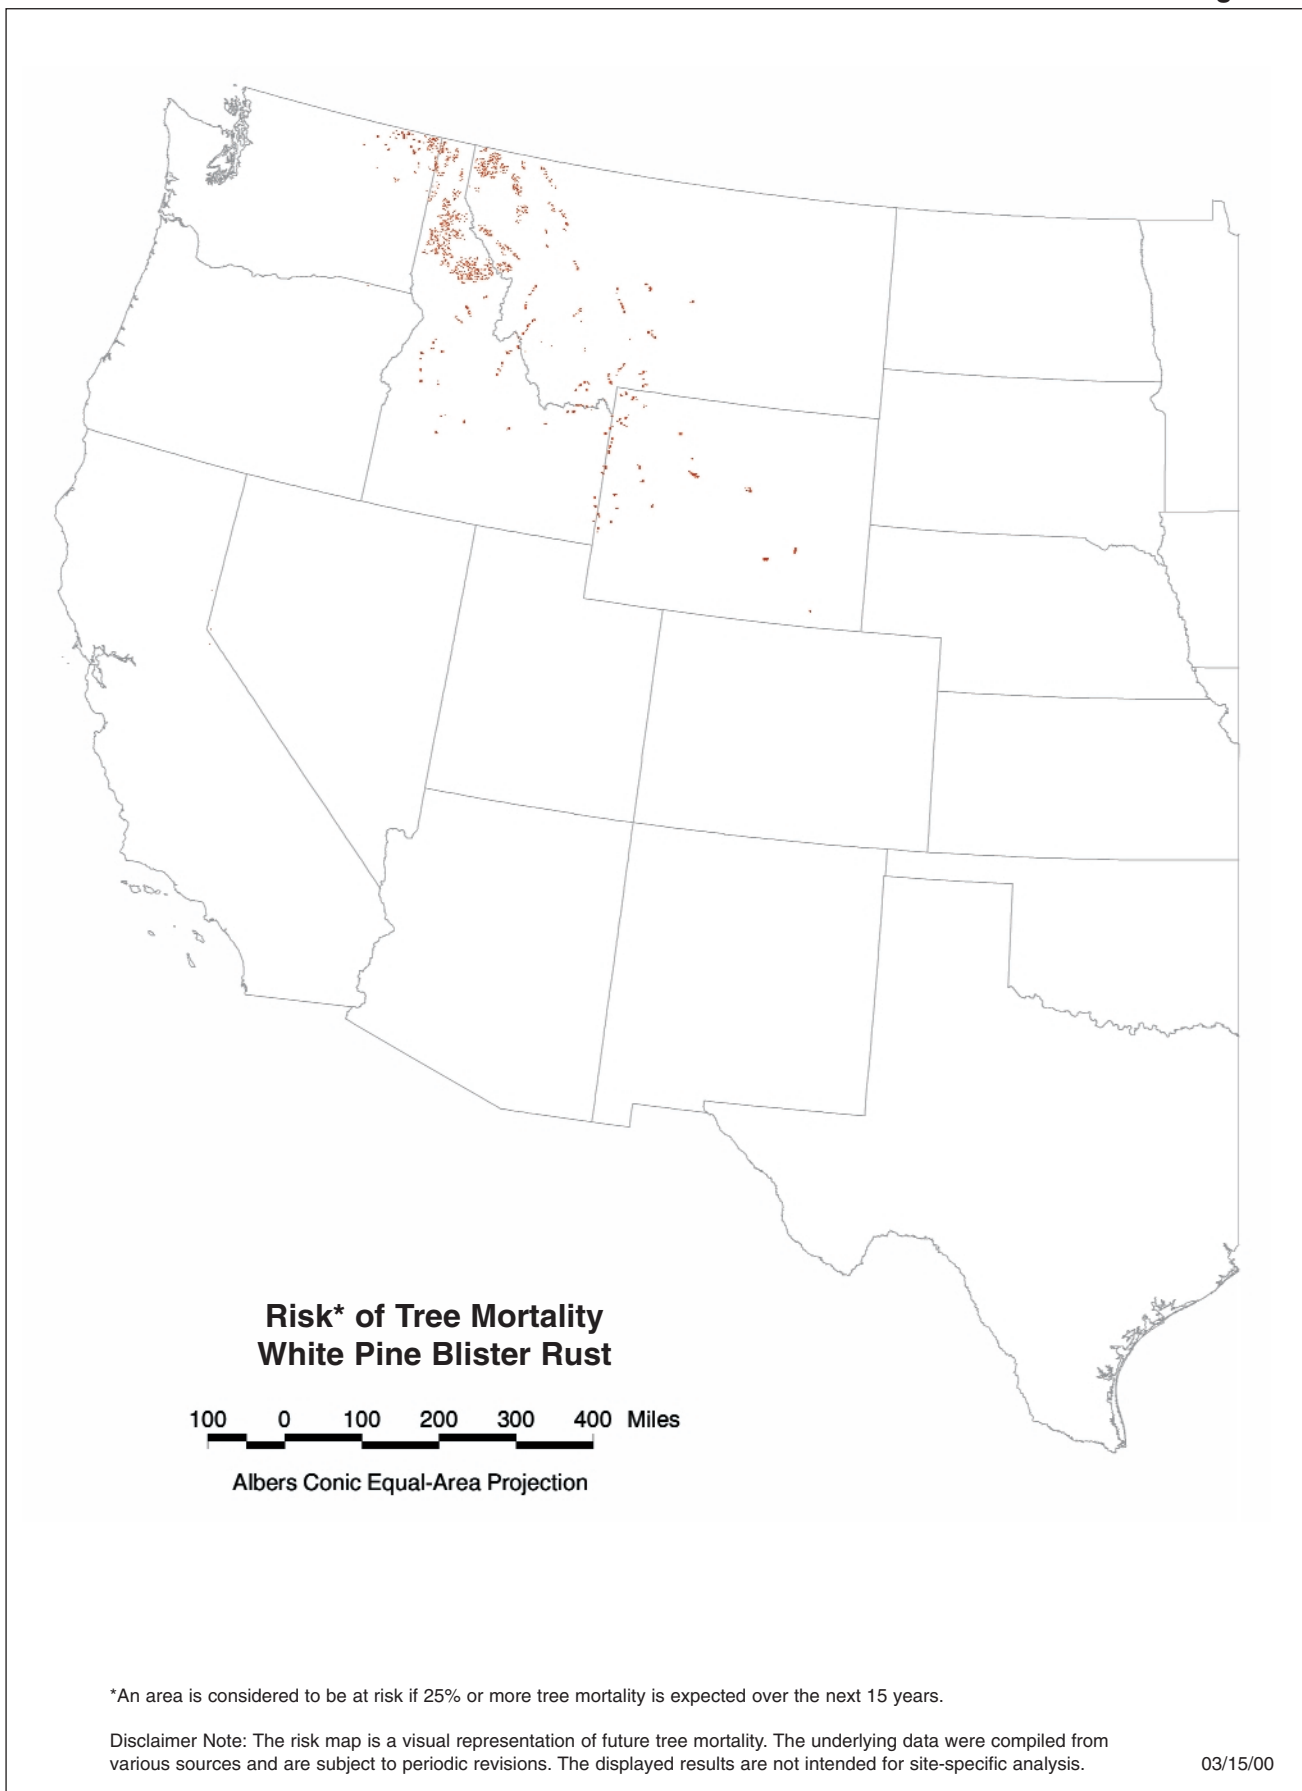 Risk* of Tree Mortality
White Pine Blister Rust
100 0 100 200 300 400 Miles
Albers Conic Equal-Area Projection
*An area is considered to be at risk if 25% or more tree mortality is expected over the next 15 years.
Disclaimer Note: The risk map is a visual representation of future tree mortality. The underlying data were compiled from
various sources and are subject to periodic revisions. The displayed results are not intended for site-specific analysis. 03/15/00